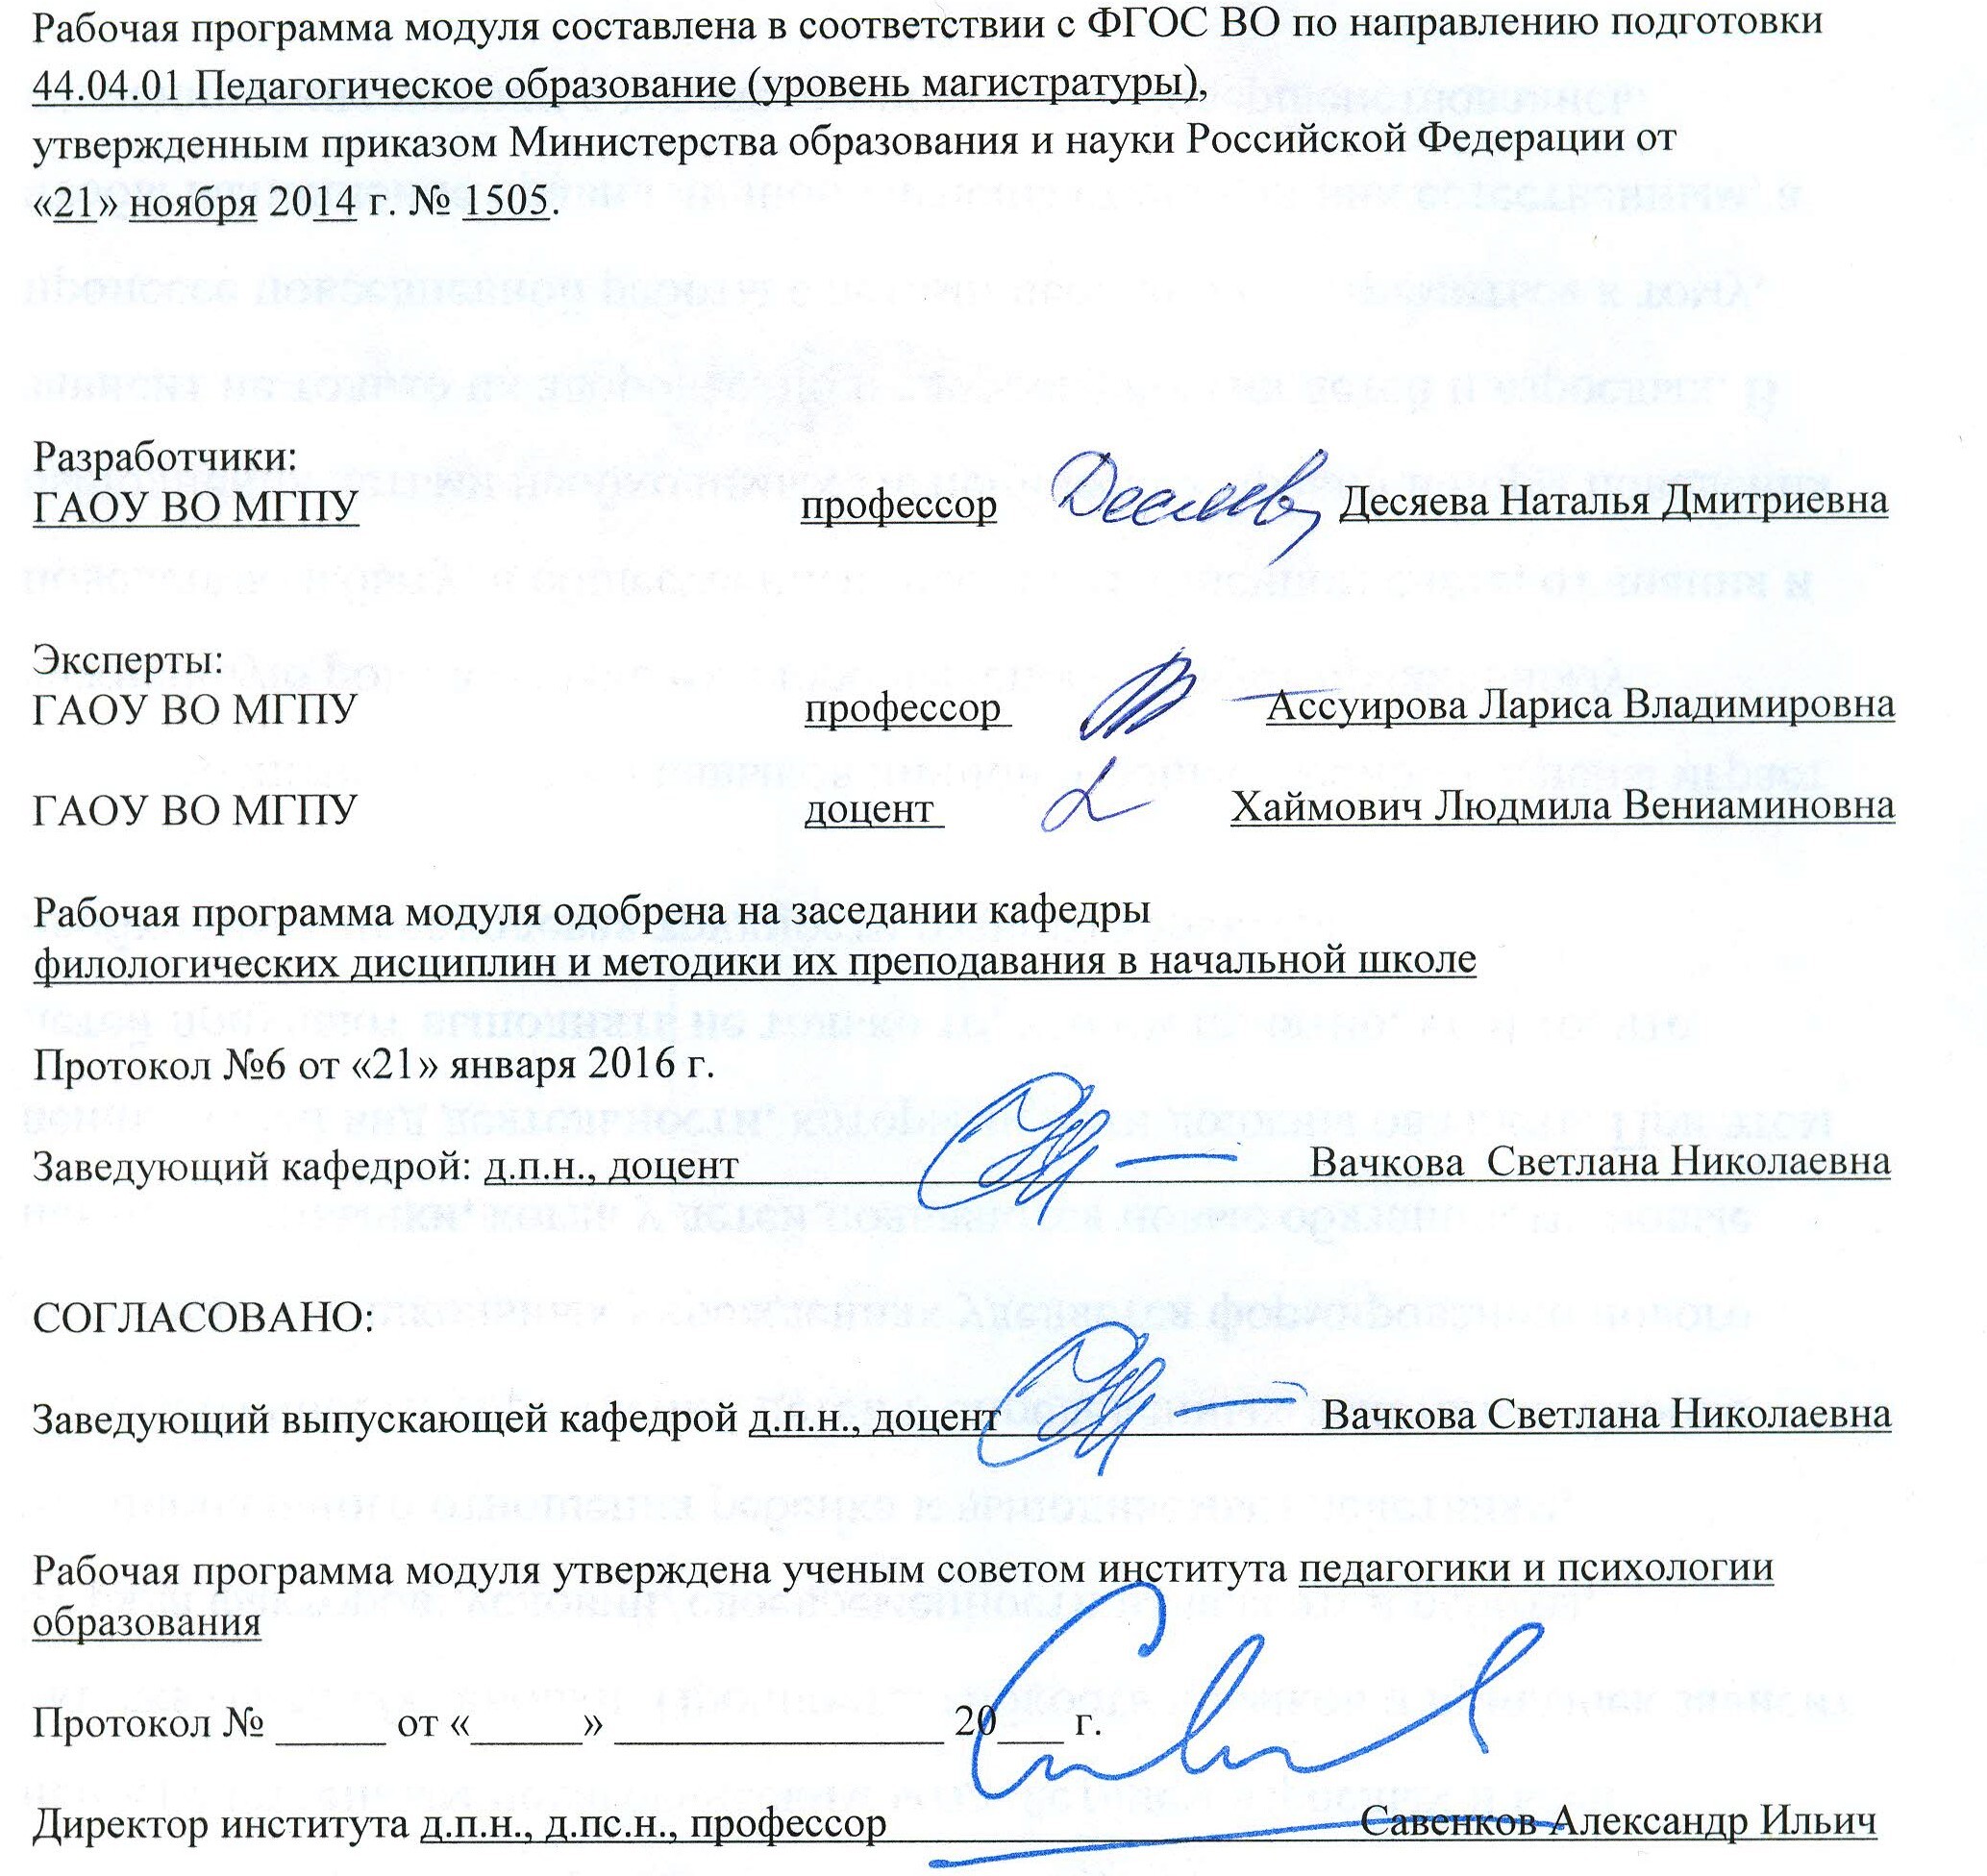 Рабочая программа модуля составлена в соответствии с ФГОС ВО по направлению подготовки
44.04.01 Педагогическое образование (уровень магистратуры),
утвержденным приказом Министерства образования и науки Российской Федерации от
«21» ноября 2014 г. № 1505.
Разработчики:
ГАОУ ВО МГПУ профессор Десяева Десяева Наталья Дмитриевна
Эксперты:
ГАОУ ВО МГПУ профессор Ассуирова Лариса Владимировна
ГАОУ ВО МГПУ доцент Хаймович Людмила Вениаминовна
Рабочая программа модуля одобрена на заседании кафедры
филологических дисциплин и методики их преподавания в начальной школе
Протокол №6 от «21» января 2016 г.
Заведующий кафедрой: д.п.н., доцент Вачкова Светлана Николаевна
СОГЛАСОВАНО:
Заведующий выпускающей кафедрой д.п.н., доцент Вачкова Светлана Николаевна
Рабочая программа модуля утверждена ученым советом института педагогики и психологии
образования
Протокол № _____ от «_____» _______________ 20___ г.
Директор института д.п.н., д.пс.н., профессор Савенков Александр Ильич